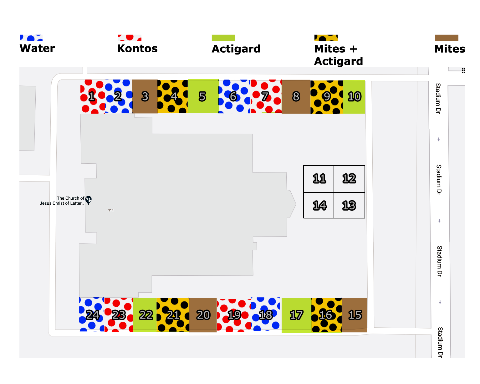 Water Kontos Actigard Mites + Actigard Mites
1 2 3 4 5 6 7 8 9 10
Stadium Dr
11 12
Stadium D
The Church of
Jesus Christ of Latter
14 13
Stadium Dr
24 23 22 21 20 19 18 17 16 15
Stadium Dr